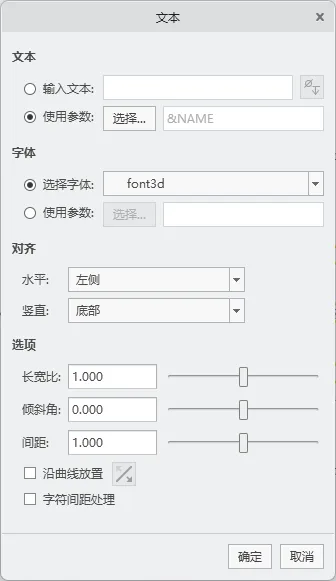 文本
文本
输入文本:
使用参数: 选择... &NAME
字体
选择字体: font3d
使用参数: 选择...
对齐
水平: 左侧
竖直: 底部
选项
长宽比: 1.000
倾斜角: 0.000
间距: 1.000
沿曲线放置
字符间距处理
确定 取消